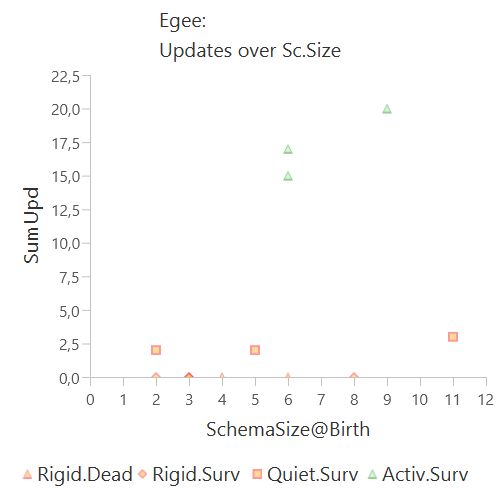 Egee:
Updates over Sc.Size
22,5
20,0
17,5
15,0
12,5
10,0
7,5
5,0
2,5
0,0
SumUpd
0 1 2 3 4 5 6 7 8 9 10 11 12
SchemaSize@Birth
Rigid.Dead Rigid.Surv Quiet.Surv Activ.Surv